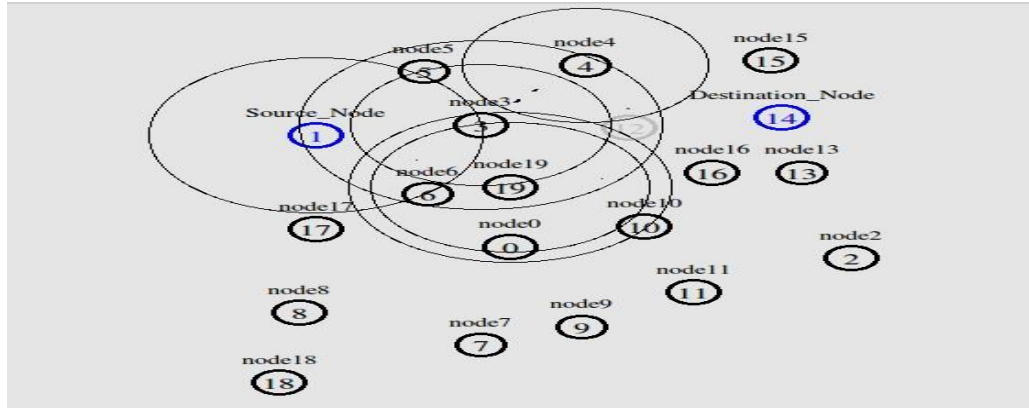 node15
node4
node5
15
4
5
Destination_Node
node3
Source_Node
14
3
12
1
node19
node6
node16
node13
16
13
19
6
node17
node10
node0
17
10
0
node2
2
node11
node8
11
node9
8
node7
9
7
node18
18